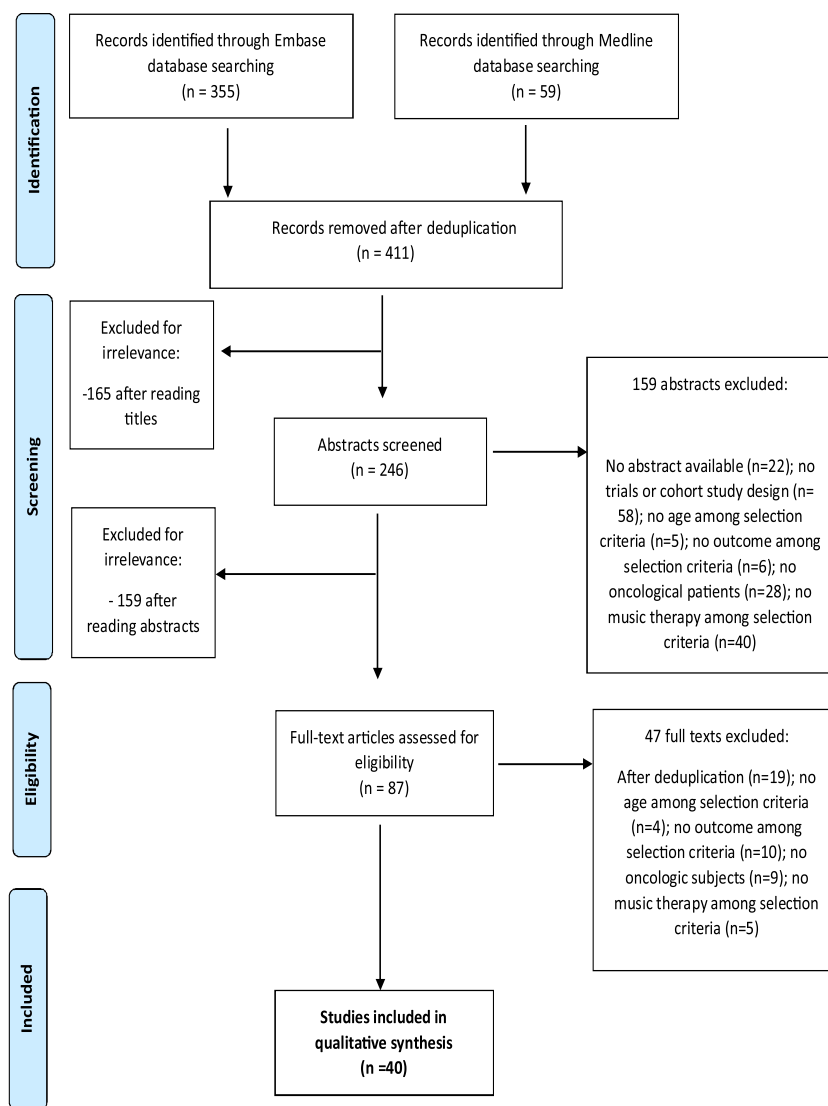 Identification
Records identified through Embase
database searching
(n = 355)
Records identified through Medline
database searching
(n = 59)
Records removed after deduplication
(n = 411)
Screening
Excluded for
irrelevance:
-165 after reading
titles
Abstracts screened
(n = 246)
159 abstracts excluded:
No abstract available (n=22); no
trials or cohort study design (n=
58); no age among selection
criteria (n=5); no outcome among
selection criteria (n=6); no
oncological patients (n=28); no
music therapy among selection
criteria (n=40)
Excluded for
irrelevance:
- 159 after
reading abstracts
Eligibility
Full-text articles assessed for
eligibility
(n = 87)
47 full texts excluded:
After deduplication (n=19); no
age among selection criteria
(n=4); no outcome among
selection criteria (n=10); no
oncologic subjects (n=9); no
music therapy among selection
criteria (n=5)
Included
Studies included in
qualitative synthesis
(n =40)